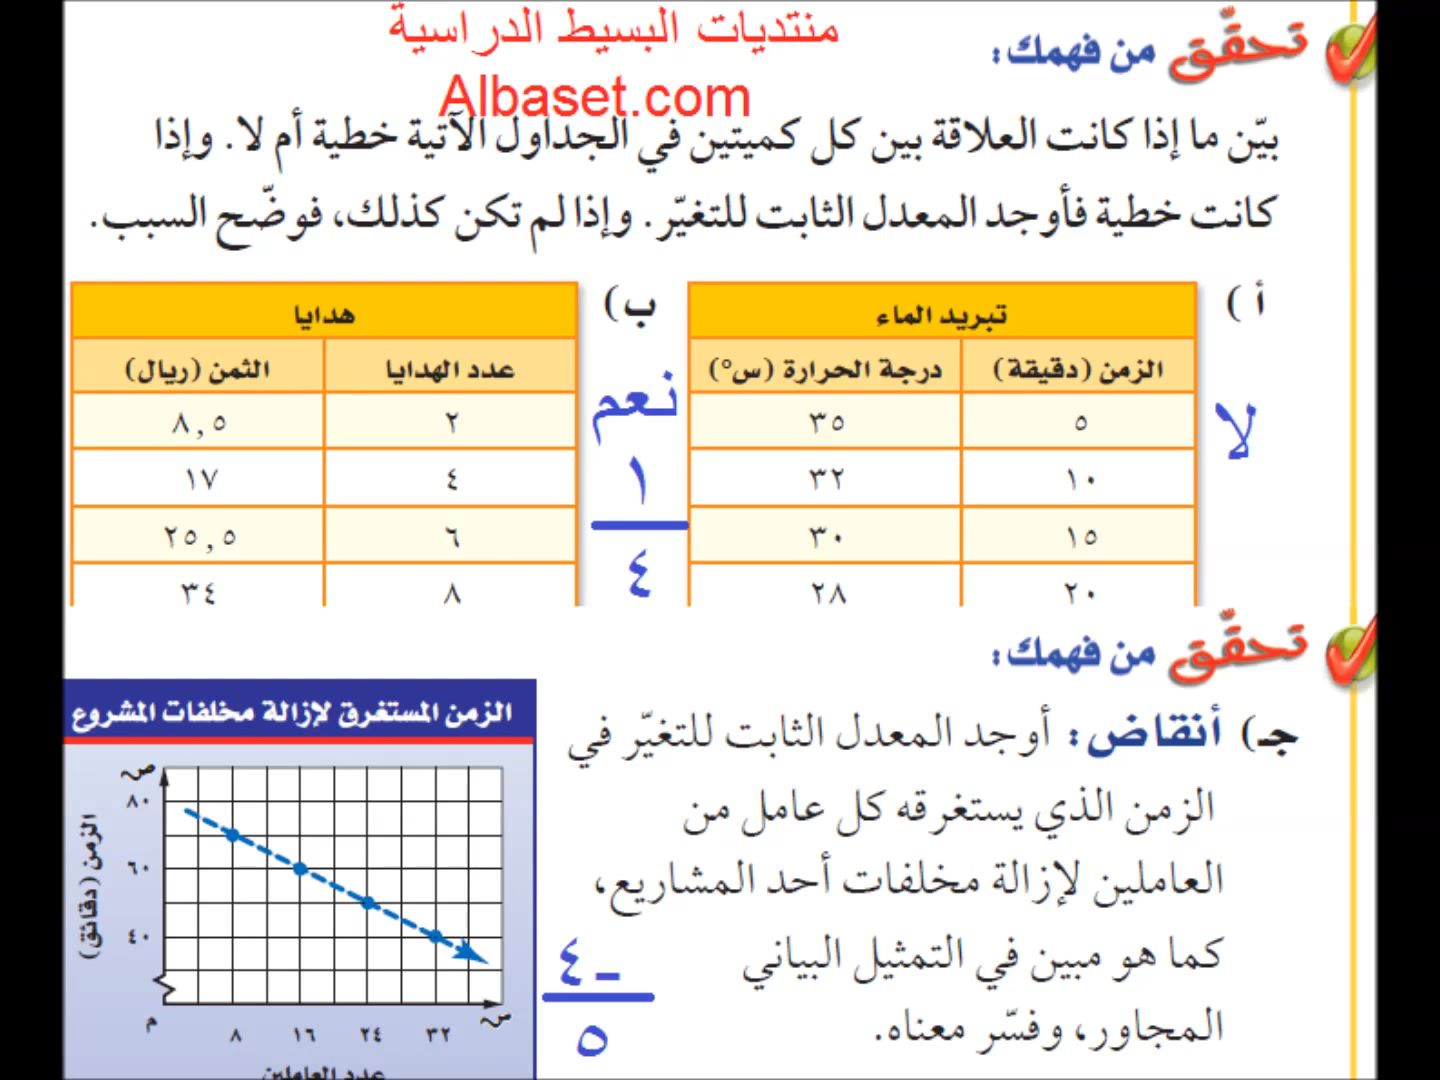 منتديات البسيط الدراسية
Albaset.com
تحقّق من فهمك:
بيّن ما إذا كانت العلاقة بين كل كميتين في الجداول الآتية خطية أم لا. وإذا
كانت خطية فأوجد المعدل الثابت للتغيّر. وإذا لم تكن كذلك، فوضّح السبب.
أ )
لا
تبريد الماء
الزمن (دقيقة) درجة الحرارة (س°)
٥ ٣٥
١٠ ٣٢
١٥ ٣٠
٢٠ ٢٨
ب)
نعم
١
٤
هدايا
عدد الهدايا الثمن (ريال)
٢ ٨,٥
٤ ١٧
٦ ٢٥,٥
٨ ٣٤
تحقّق من فهمك:
جـ) أنقاض: أوجد المعدل الثابت للتغيّر في
الزمن الذي يستغرقه كل عامل من
العاملين لإزالة مخلفات أحد المشاريع،
كما هو مبين في التمثيل البياني
المجاور، وفسّر معناه.
-٤
٥
الزمن المستغرق لإزالة مخلفات المشروع
ص
٨٠
٦٠
٤٠
الزمن (دقائق)
م ٨ ١٦ ٢٤ ٣٢ س
عدد العاملين